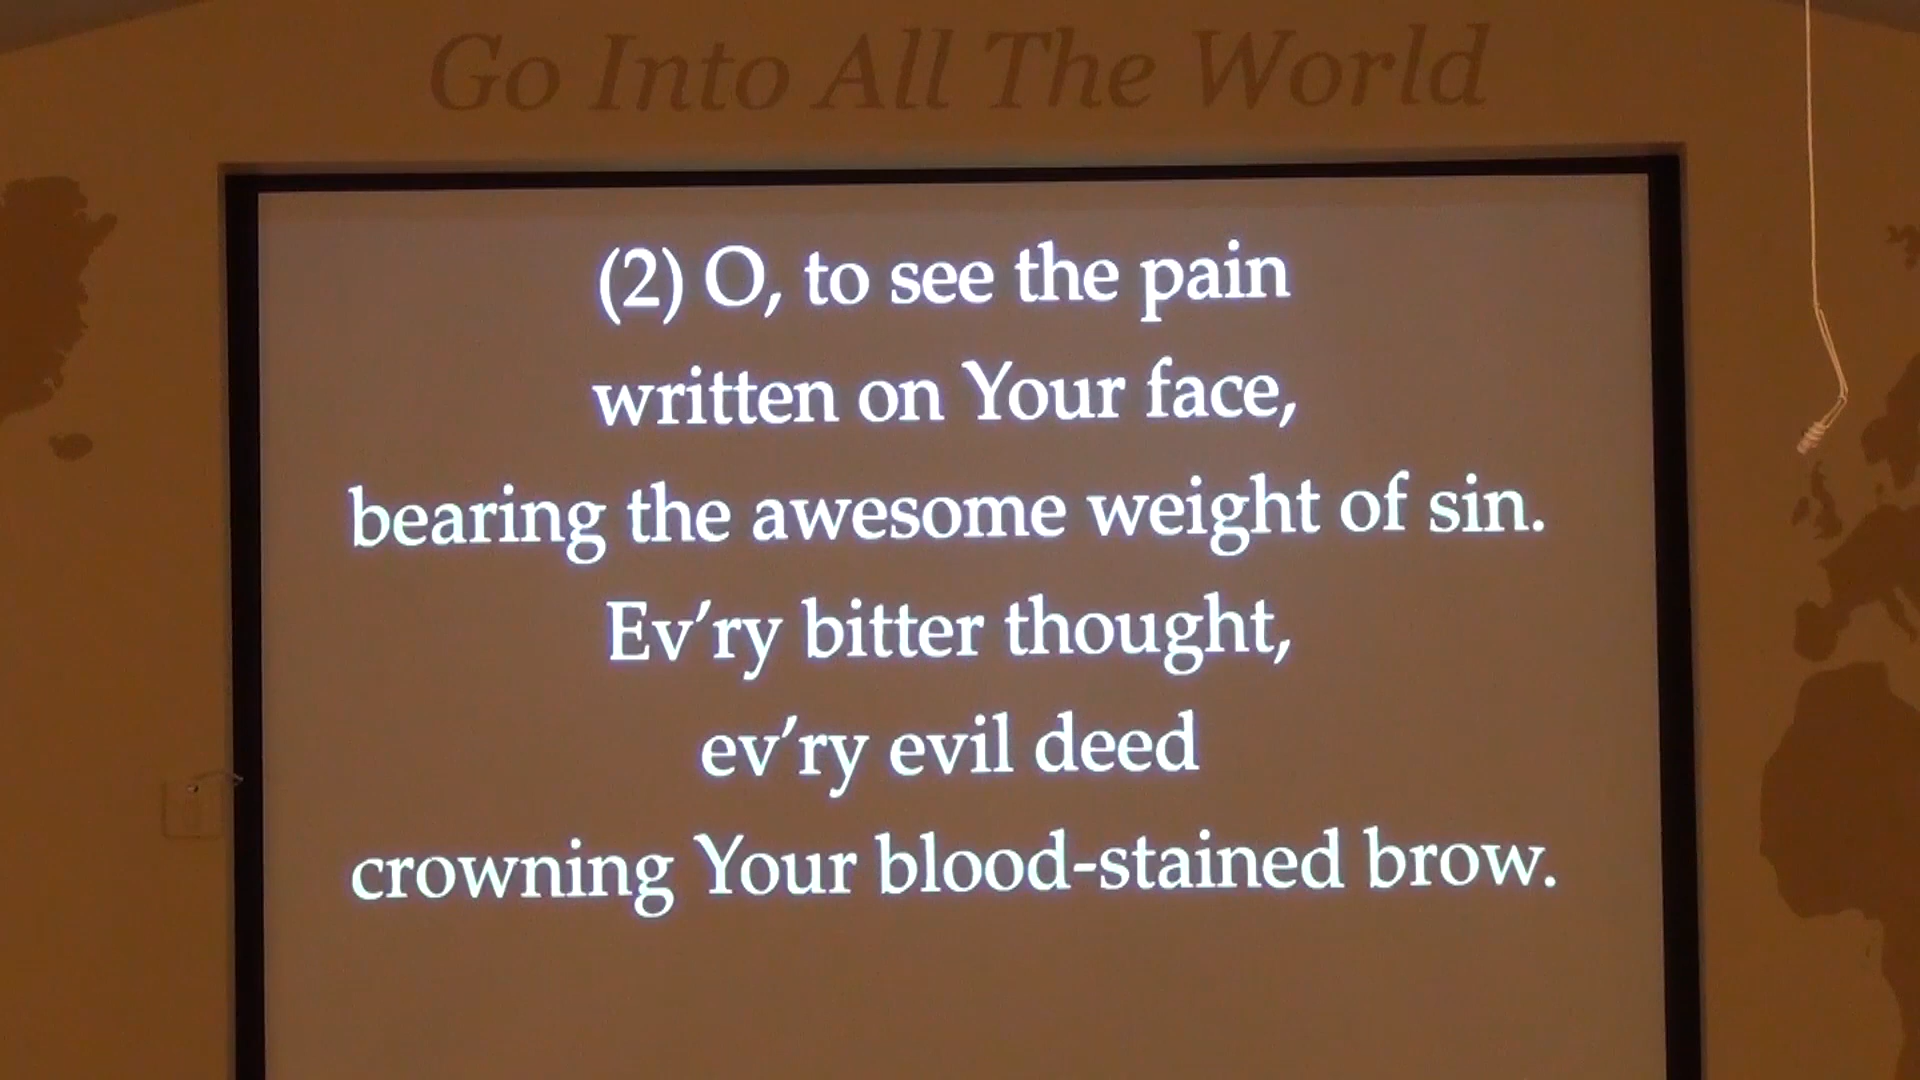 Go Into All The World
(2) O, to see the pain
written on Your face,
bearing the awesome weight of sin.
Ev’ry bitter thought,
ev’ry evil deed
crowning Your blood-stained brow.